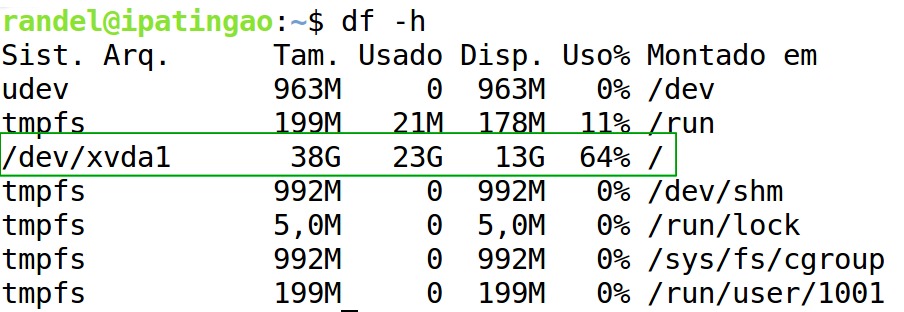 randel@ipatingao:~$ df -h
Sist. Arq.      Tam. Usado Disp. Uso% Montado em
udev            963M     0  963M   0% /dev
tmpfs           199M   21M  178M  11% /run
/dev/xvda1       38G   23G   13G  64% /
tmpfs           992M     0  992M   0% /dev/shm
tmpfs           5,0M     0  5,0M   0% /run/lock
tmpfs           992M     0  992M   0% /sys/fs/cgroup
tmpfs           199M     0  199M   0% /run/user/1001